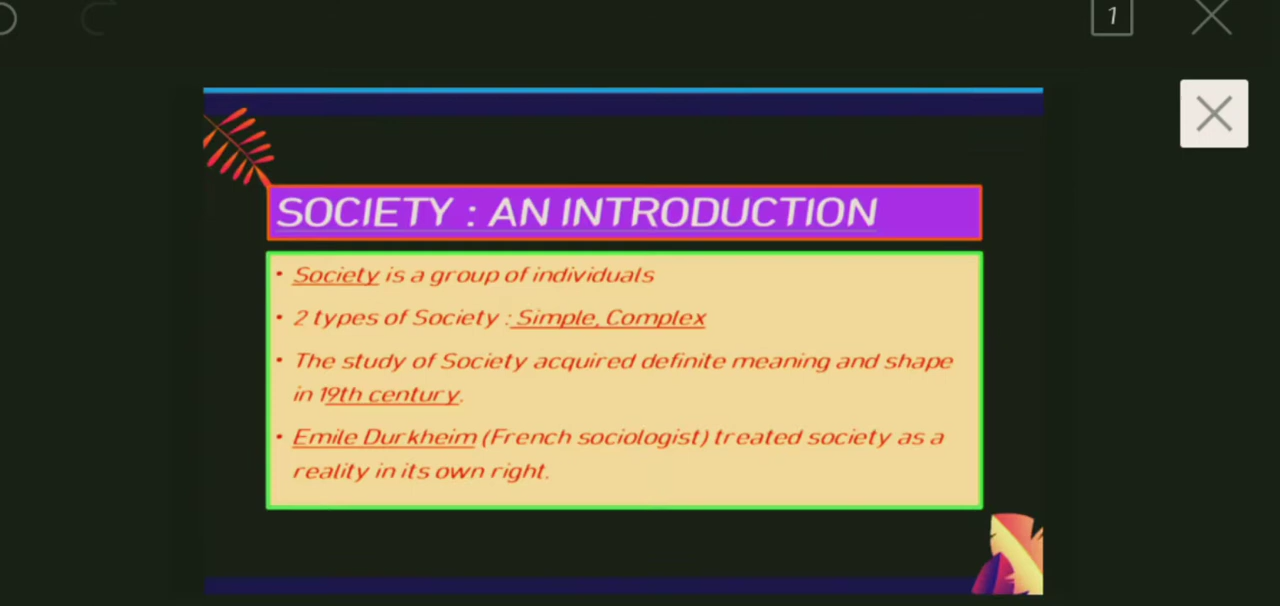 1
SOCIETY : AN INTRODUCTION
• Society is a group of individuals
• 2 types of Society : Simple, Complex
• The study of Society acquired definite meaning and shape
in 19th century.
• Emile Durkheim (French sociologist) treated society as a
reality in its own right.